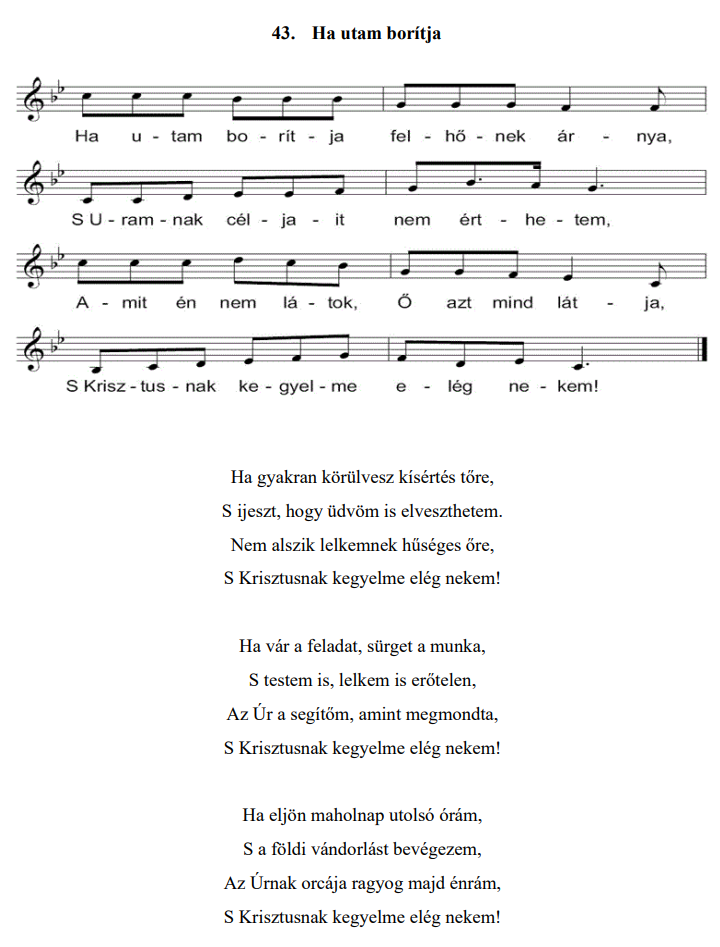 43. Ha utam borítja
Ha u - tam bo - rít - ja fel - hő - nek ár - nya,
S U - ram - nak cél - ja - it nem ért - he - tem,
A - mit én nem lá - tok, Ő azt mind lát - ja,
S Krisz - tus - nak ke - gyel - me e - lég ne - kem!
Ha gyakran körülvesz kísértés tőre,
S ijeszt, hogy üdvöm is elveszthetem.
Nem alszik lelkemnek hűséges őre,
S Krisztusnak kegyelme elég nekem!
Ha vár a feladat, sürget a munka,
S testem is, lelkem is erőtelen,
Az Úr a segítőm, amint megmondta,
S Krisztusnak kegyelme elég nekem!
Ha eljön maholnap utolsó órám,
S a földi vándorlást bevégezem,
Az Úrnak orcája ragyog majd énrám,
S Krisztusnak kegyelme elég nekem!